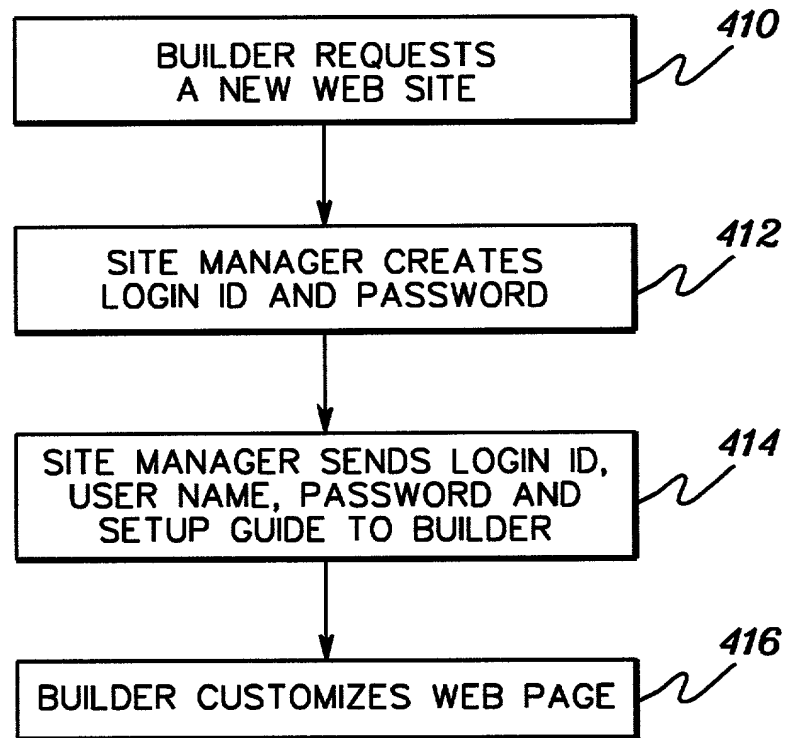 410
BUILDER REQUESTS
A NEW WEB SITE
412
SITE MANAGER CREATES
LOGIN ID AND PASSWORD
414
SITE MANAGER SENDS LOGIN ID,
USER NAME, PASSWORD AND
SETUP GUIDE TO BUILDER
416
BUILDER CUSTOMIZES WEB PAGE